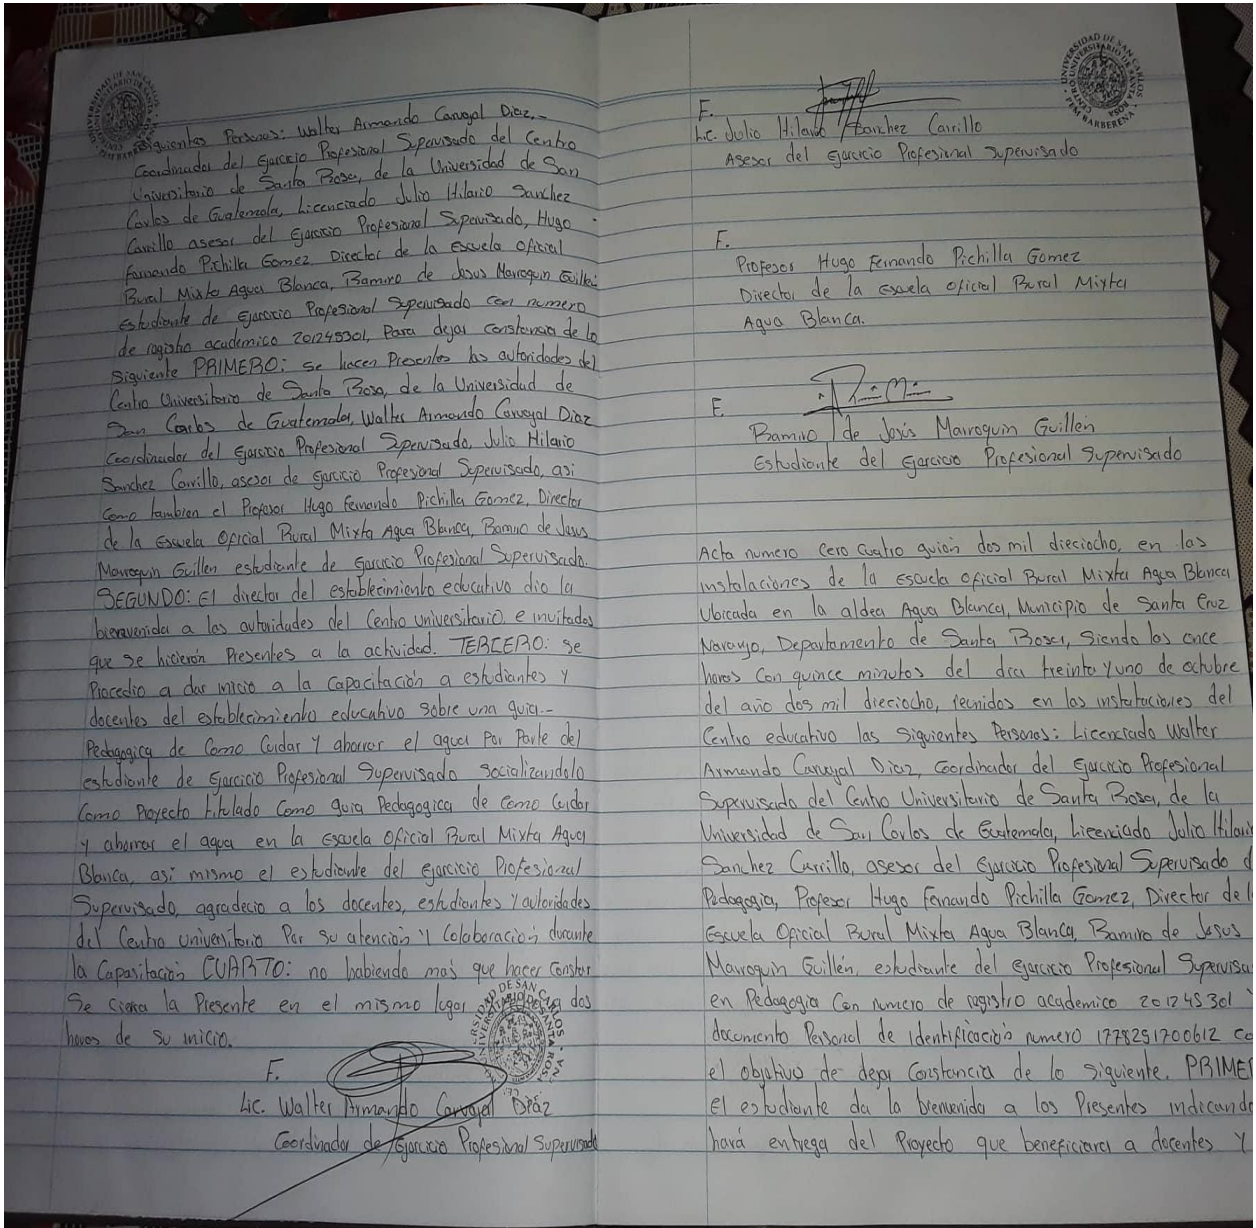 Siguientes Personas: Walter Armando Carvajal Diaz.-
Coordinador del Ejercicio Profesional Supervisado del Centro
Universitario de Santa Rosa, de la Universidad de San
Carlos de Guatemala, Licenciado Julio Hilario Sanchez
Carrillo asesor del Ejercicio Profesional Supervisado, Hugo
Fernando Pichilla Gomez, Director de la Escuela Oficial
Rural Mixta Agua Blanca, Ramiro de Jesus Marroquin Guillen
Estudiante de Ejercicio Profesional Supervisado con numero
de registro academico 201245301, Para dejar constancia de lo
Siguiente PRIMERO: se hacen Presentes las autoridades del
Centro Universitario de Santa Rosa, de la Universidad de
San Carlos de Guatemala, Walter Armando Carvajal Diaz
Coordinador del Ejercicio Profesional Supervisado, Julio Hilario
Sanchez Carrillo, asesor de Ejercicio Profesional Supervisado, asi
como tambien el Profesor Hugo Fernando Pichilla Gomez, Director
de la Escuela Oficial Rural Mixta Agua Blanca, Ramiro de Jesus
Marroquin Guillen estudiante de Ejercicio Profesional Supervisado.
SEGUNDO: El director del establecimiento educativo dio la
bienvenida a las autoridades del Centro Universitario e invitados
que se hicieron Presentes a la actividad. TERCERO: se
Procedio a dar inicio a la Capacitación a estudiantes y
docentes del establecimiento educativo sobre una guia.-
Pedagogica de Como Cuidar Y ahorrar el agua Por Parte del
estudiante de Ejercicio Profesional Supervisado socializandolo
Como Proyecto titulado Como guia Pedagogica de Como Cuidar
y ahorrar el agua en la Escuela Oficial Rural Mixta Agua
Blanca, asi mismo el estudiante del Ejercicio Profesional
Supervisado, agradecio a los docentes, estudiantes Y autoridades
del Centro Universitario Por su atención Y Colaboración durante
la Capasitación CUARTO: no habiendo más que hacer Constar
Se cierra la Presente en el mismo lugar dos
horas de su inicio.
F.
Lic. Walter Armando Carvajal Diaz
Coordinador de Ejercicio Profesional Supervisado
F.
Lic. Julio Hilario Sanchez Carrillo
Asesor del Ejercicio Profesional Supervisado
F.
Profesor Hugo Fernando Pichilla Gomez
Director de la Escuela Oficial Rural Mixta
Agua Blanca.
F.
Ramiro de Jesús Marroquin Guillén
Estudiante del Ejercicio Profesional Supervisado
Acta numero cero cuatro guión dos mil dieciocho, en las
instalaciones de la Escuela Oficial Rural Mixta Agua Blanca
Ubicada en la aldea Agua Blanca, Municipio de Santa Cruz
Naranjo, Departamento de Santa Rosa, Siendo las once
horas Con quince minutos del dia treinta y uno de octubre
del año dos mil dieciocho, reunidos en las instalaciones del
Centro educativo las Siguientes Personas: Licenciado Walter
Armando Carvajal Diaz, Coordinador del Ejercicio Profesional
Supervisado del Centro Universitario de Santa Rosa, de la
Universidad de San Carlos de Guatemala, Licenciado Julio Hilario
Sanchez Carrillo, asesor del Ejercicio Profesional Supervisado d
Pedagogia, Profesor Hugo Fernando Pichilla Gomez, Director de l
Escuela Oficial Rural Mixta Agua Blanca, Ramiro de Jesus
Marroquin Guillén, estudiante del Ejercicio Profesional Supervisa
en Pedagogia Con numero de registro academico 201245301
documento Personal de identificación numero 1778251700612 co
el objetivo de dejar Constancia de lo Siguiente. PRIME
el estudiante da la bienvenida a los Presentes indicando
hará entrega del Proyecto que beneficiara a docentes Y